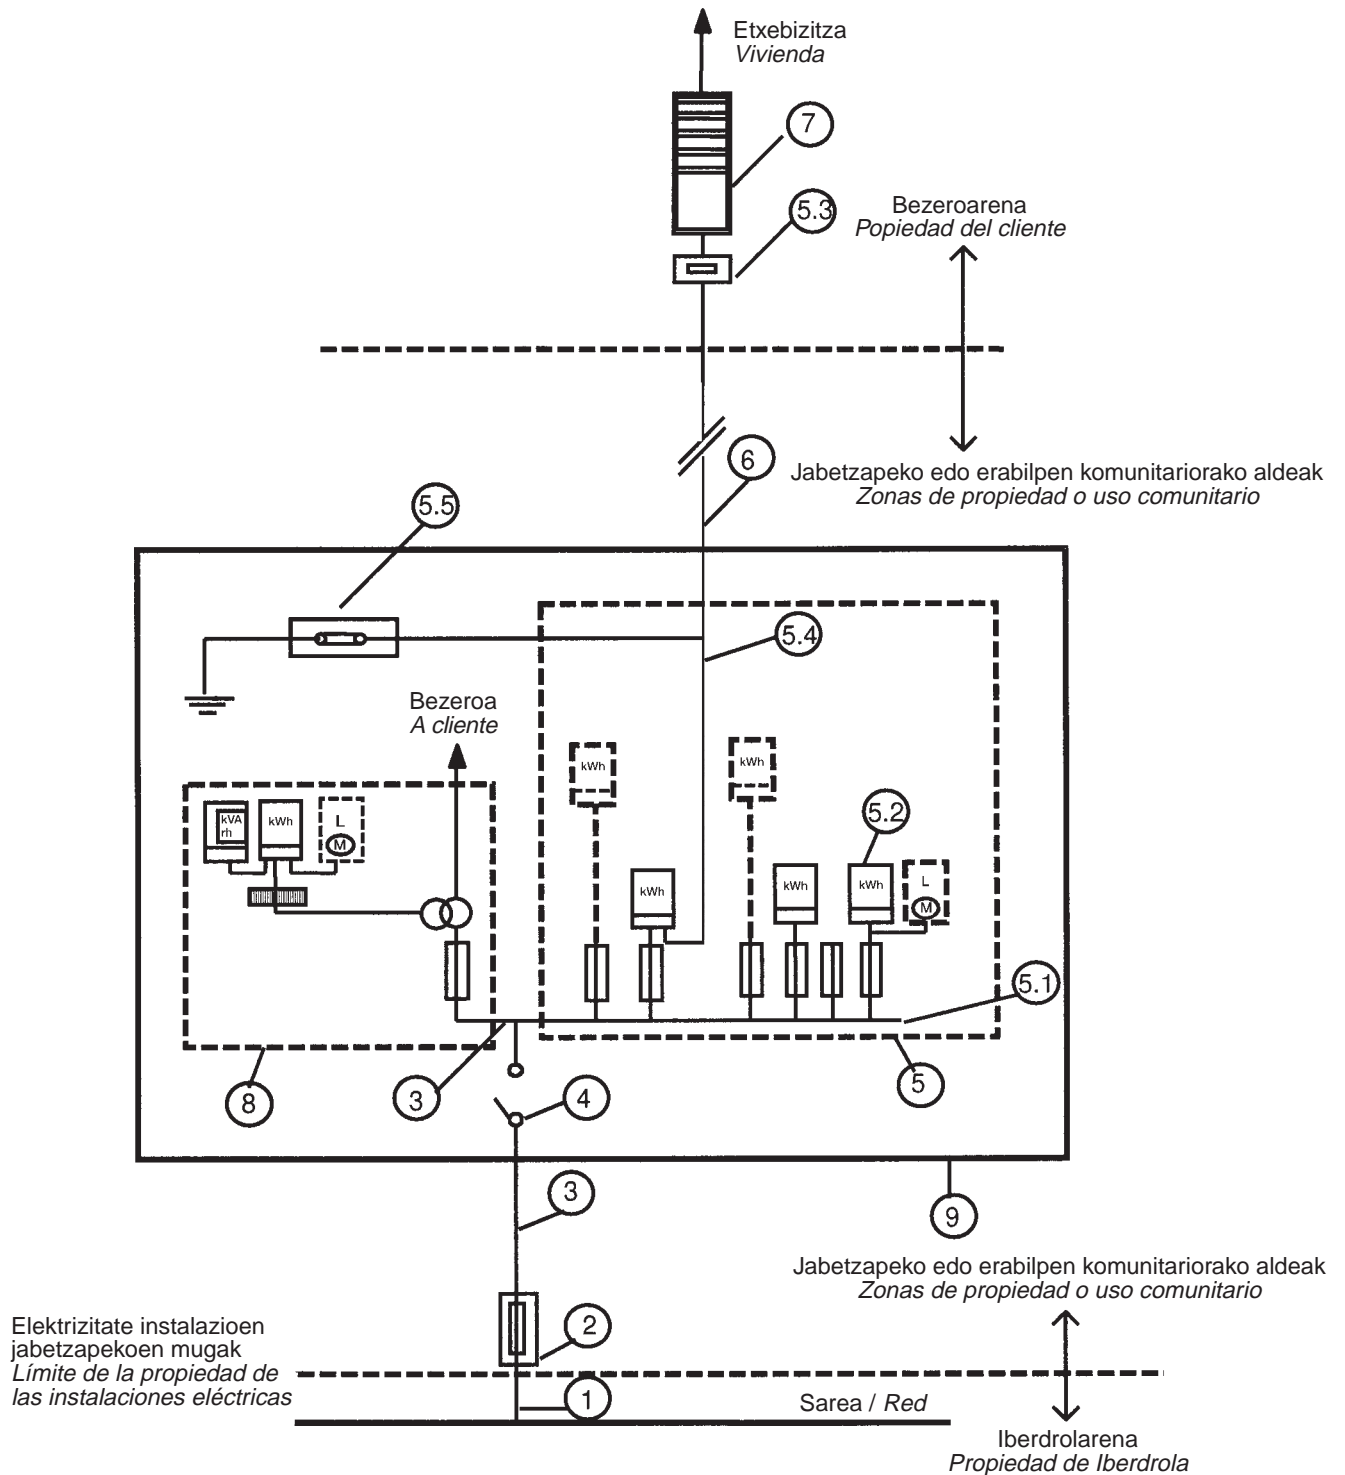 Etxebizitza
Vivienda
7
5.3
Bezeroarena
Popiedad del cliente
6
Jabetzapeko edo erabilpen komunitariorako aldeak
Zonas de propiedad o uso comunitario
5.5
5.4
Bezeroa
A cliente
kWh
kWh
kVA
rh
kWh
L
M
5.2
kWh
kWh
kWh
L
M
5.1
8
3
4
5
3
9
Jabetzapeko edo erabilpen komunitariorako aldeak
Zonas de propiedad o uso comunitario
Elektrizitate instalazioen
jabetzapekoen mugak
Límite de la propiedad de
las instalaciones eléctricas
2
1
Sarea / Red
Iberdrolarena
Propiedad de Iberdrola